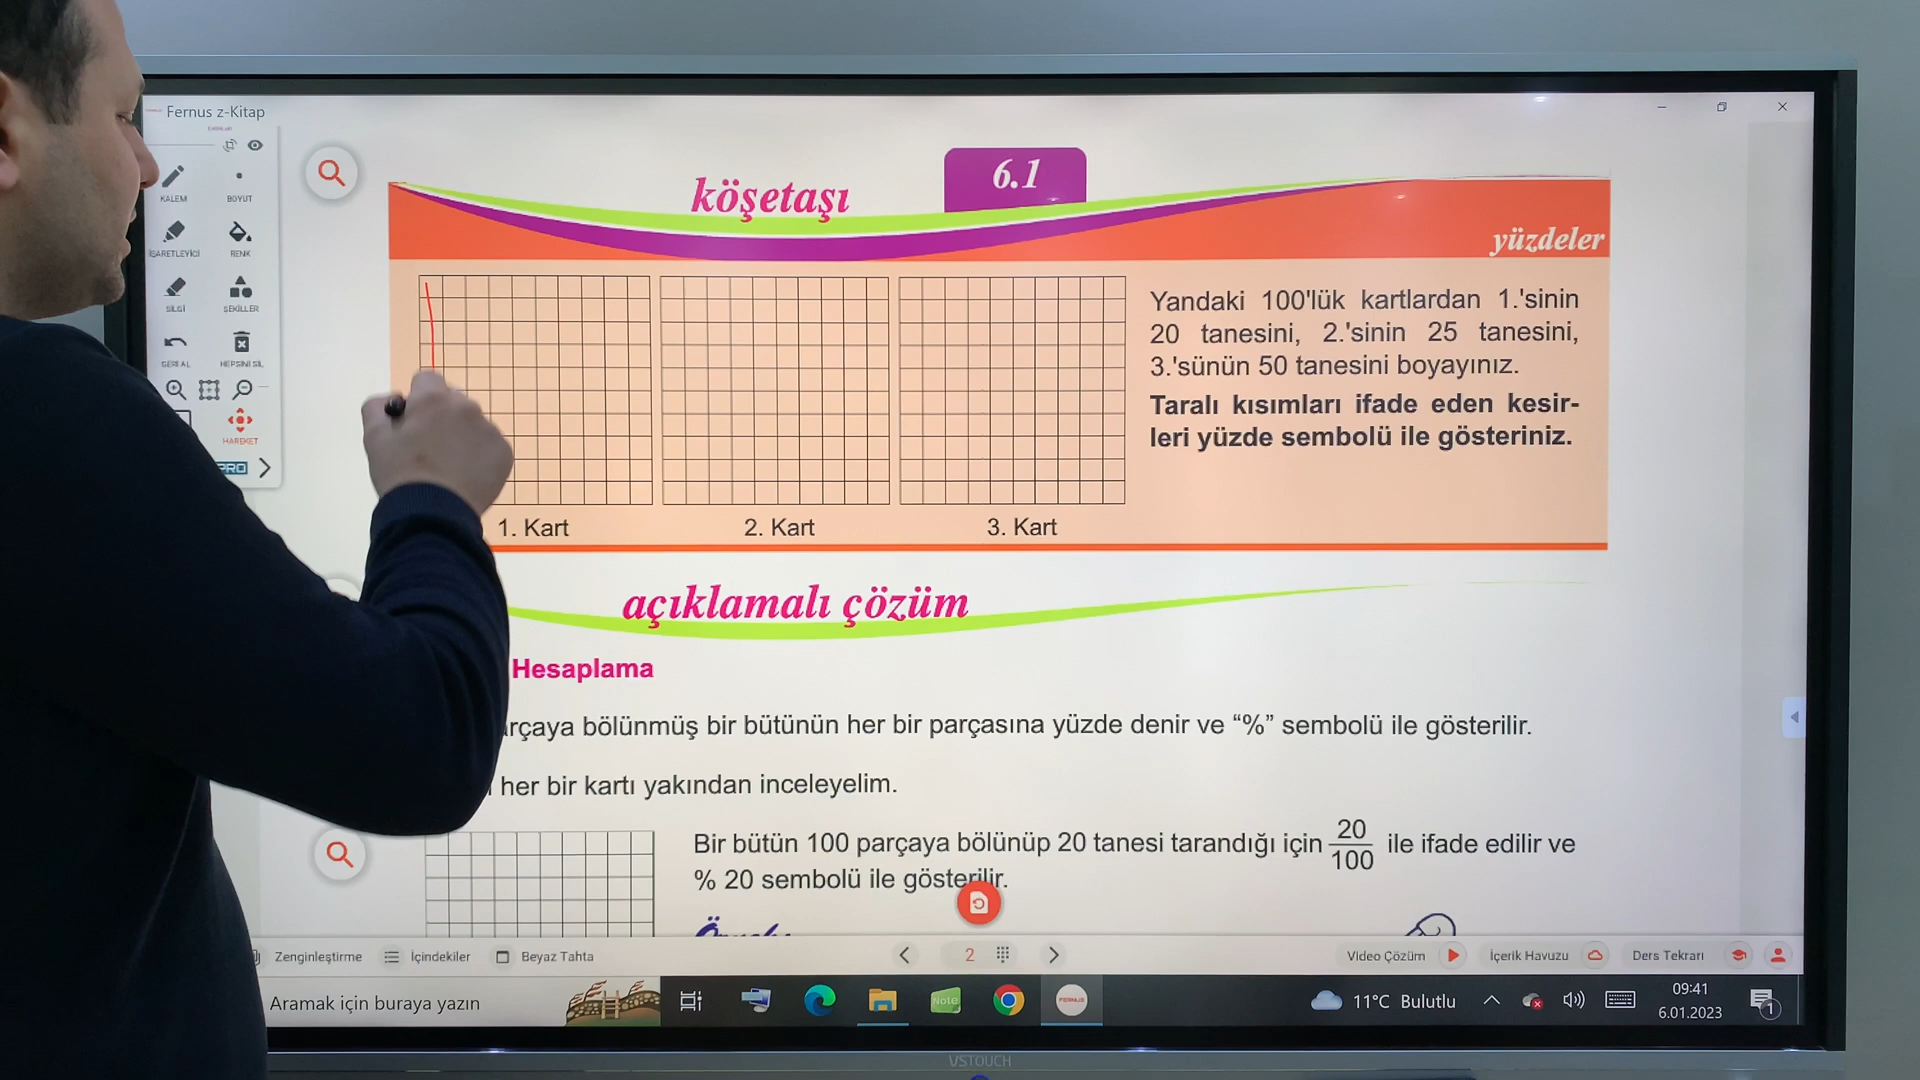 Fernus z-Kitap
KALEM
BOYUT
İŞARETLEYİCİ
RENK
SİLGİ
ŞEKİLLER
GERİ AL
HEPSİNİ SİL
HAREKET
PRO
köşetaşı
6.1
yüzdeler
Yandaki 100'lük kartlardan 1.'sinin
20 tanesini, 2.'sinin 25 tanesini,
3.'sünün 50 tanesini boyayınız.
Taralı kısımları ifade eden kesir-
leri yüzde sembolü ile gösteriniz.
1. Kart
2. Kart
3. Kart
açıklamalı çözüm
Hesaplama
bölünmüş bir bütünün her bir parçasına yüzde denir ve “%” sembolü ile gösterilir.
her bir kartı yakından inceleyelim.
Bir bütün 100 parçaya bölünüp 20 tanesi tarandığı için 20/100 ile ifade edilir ve
% 20 sembolü ile gösterilir.
Zenginleştirme
İçindekiler
Beyaz Tahta
2
Video Çözüm
İçerik Havuzu
Ders Tekrarı
Aramak için buraya yazın
Note
FERNUS
11°C Bulutlu
09:41
6.01.2023
1
VSTOUCH